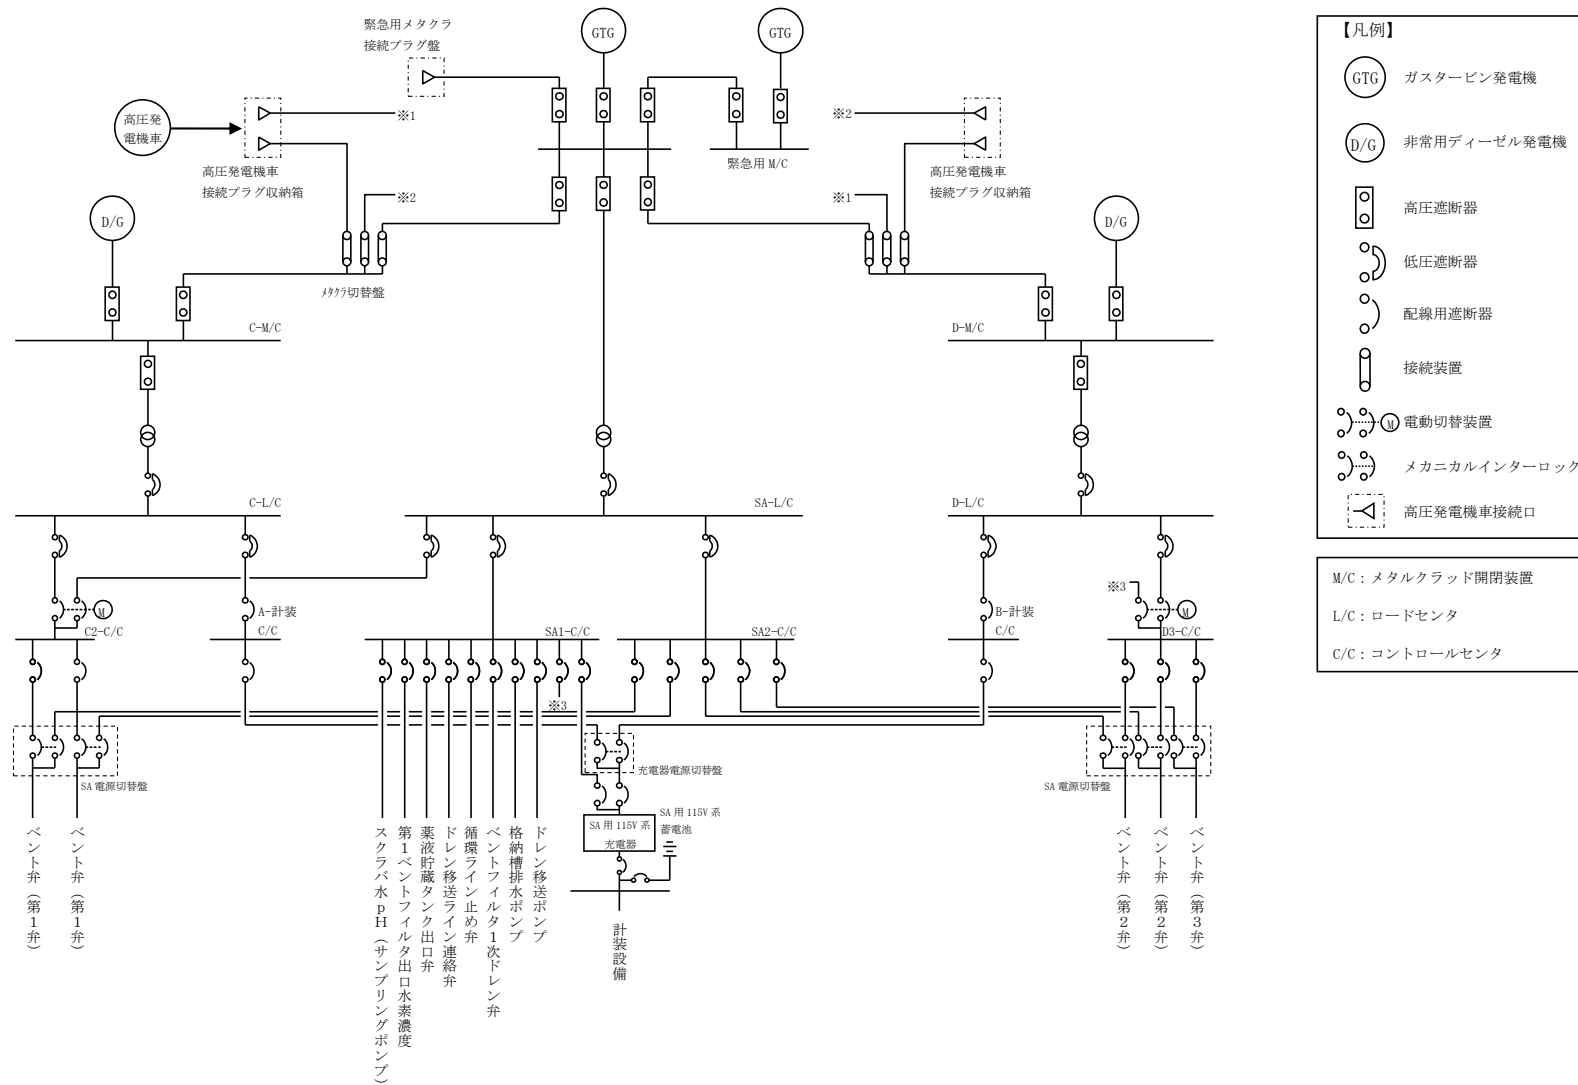 緊急用メタクラ
接続プラグ盤
GTG
GTG
高圧発
電機車
※1
※2
高圧発電機車
接続プラグ収納箱
緊急用 M/C
高圧発電機車
接続プラグ収納箱
※2
※1
D/G
D/G
メタクラ切替盤
C-M/C
D-M/C
C-L/C
SA-L/C
D-L/C
M
C2-C/C
A-計装
C/C
SA1-C/C
SA2-C/C
B-計装
C/C
※3
M
D3-C/C
※3
SA 電源切替盤
充電器電源切替盤
SA 電源切替盤
SA 用 115V 系
充電器
SA 用 115V 系
蓄電池
ベント弁(第1弁)
ベント弁(第1弁)
スクラバ水pH(サンプリングポンプ)
第1ベントフィルタ出口水素濃度
薬液貯蔵タンク出口弁
ドレン移送ライン連絡弁
循環ライン止め弁
ベントフィルタ1次ドレン弁
格納槽排水ポンプ
ドレン移送ポンプ
計装設備
ベント弁(第2弁)
ベント弁(第2弁)
ベント弁(第3弁)
【凡例】
GTG ガスタービン発電機
D/G 非常用ディーゼル発電機
高圧遮断器
低圧遮断器
配線用遮断器
接続装置
M 電動切替装置
メカニカルインターロック
高圧発電機車接続口
M/C:メタルクラッド開閉装置
L/C:ロードセンタ
C/C:コントロールセンタ